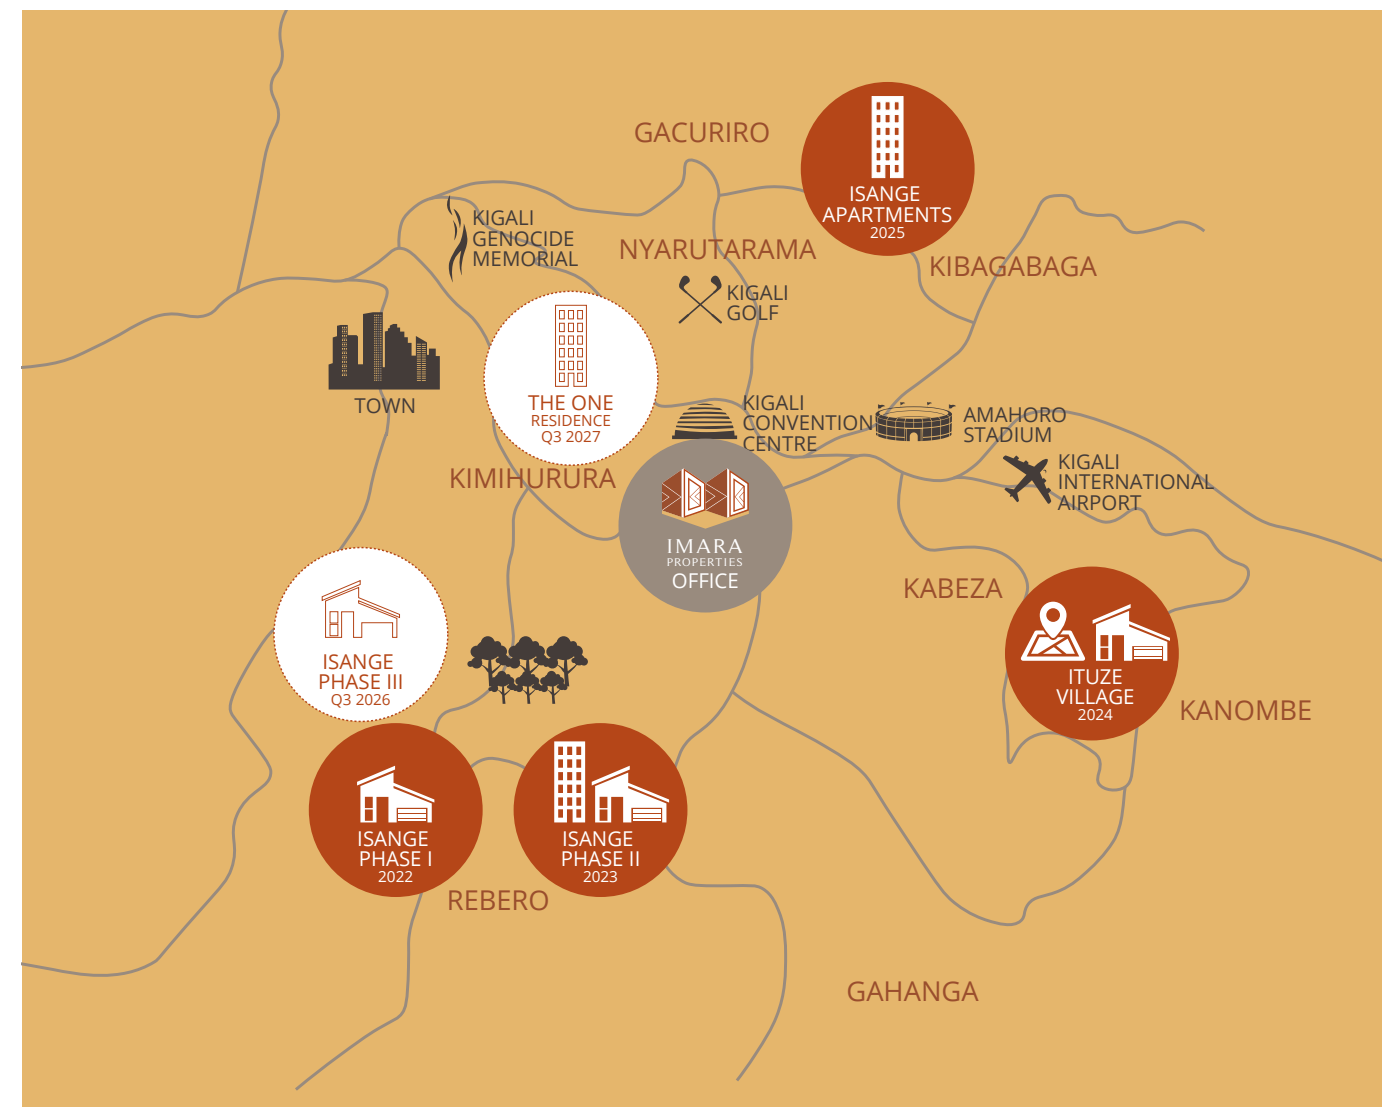 GACURIRO
ISANGE
APARTMENTS
2025
KIGALI
GENOCIDE
MEMORIAL
NYARUTARAMA
KIBAGABAGA
KIGALI
GOLF
TOWN
THE ONE
RESIDENCE
Q3 2027
KIGALI
CONVENTION
CENTRE
AMAHORO
STADIUM
KIGALI
INTERNATIONAL
AIRPORT
KIMIHURURA
IMARA
PROPERTIES
OFFICE
KABEZA
ISANGE
PHASE III
Q3 2026
ITUZE
VILLAGE
2024
KANOMBE
ISANGE
PHASE I
2022
ISANGE
PHASE II
2023
REBERO
GAHANGA